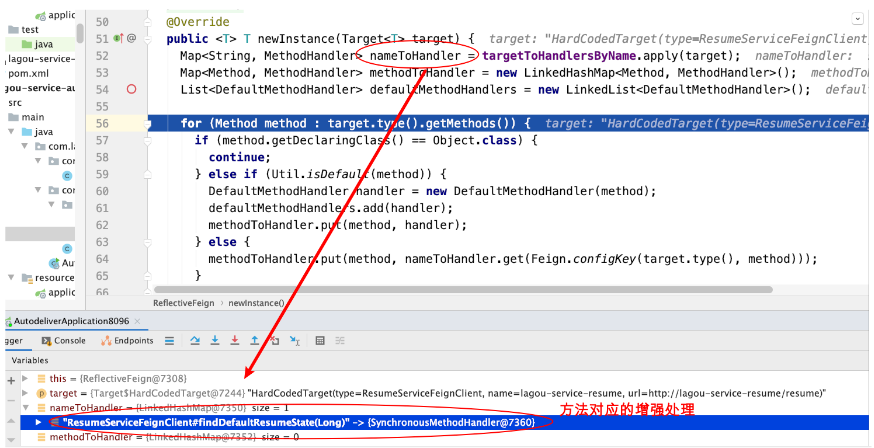 applic
test
java
lagou-service-
pom.xml
gou-service-au
src
main
java
com.la
cor
cor
Aut
resource
applic
50 @Override
51 public <T> T newInstance(Target<T> target) { target: "HardCodedTarget(type=ResumeServiceFeignClient,
52 Map<String, MethodHandler> nameToHandler = targetToHandlersByName.apply(target); nameToHandler:
53 Map<Method, MethodHandler> methodToHandler = new LinkedHashMap<Method, MethodHandler>(); methodTo
54 List<DefaultMethodHandler> defaultMethodHandlers = new LinkedList<DefaultMethodHandler>(); default
55
56 for (Method method : target.type().getMethods()) { target: "HardCodedTarget(type=ResumeServiceFeig
57 if (method.getDeclaringClass() == Object.class) {
58 continue;
59 } else if (Util.isDefault(method)) {
60 DefaultMethodHandler handler = new DefaultMethodHandler(method);
61 defaultMethodHandlers.add(handler);
62 methodToHandler.put(method, handler);
63 } else {
64 methodToHandler.put(method, nameToHandler.get(Feign.configKey(target.type(), method)));
65 }
66
ReflectiveFeign › newInstance()
AutodeliverApplication8096 ×
gger Console Endpoints
Variables
this = {ReflectiveFeign@7308}
target = {Target$HardCodedTarget@7244} "HardCodedTarget(type=ResumeServiceFeignClient, name=lagou-service-resume, url=http://lagou-service-resume/resume)"
nameToHandler = {LinkedHashMap@7350} size = 1
方法对应的增强处理
"ResumeServiceFeignClient#findDefaultResumeState(Long)" -> {SynchronousMethodHandler@7360}
methodToHandler = {LinkedHashMap@7352} size = 0